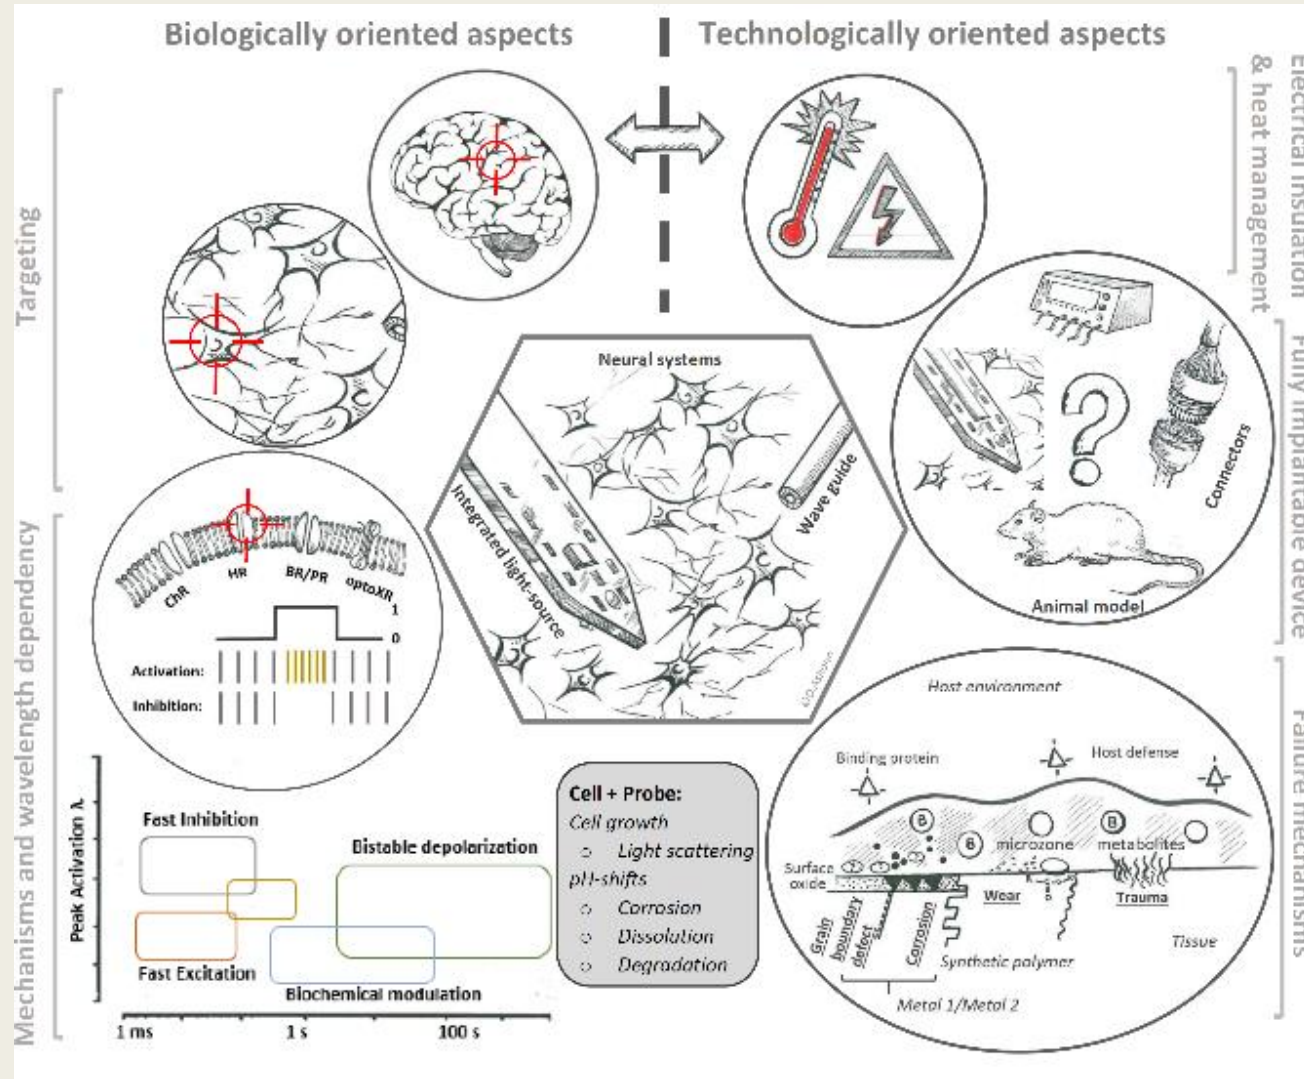 Biologically oriented aspects
Technologically oriented aspects
Targeting
Mechanisms and wavelength dependency
Electrical insulation
& heat management
Fully implantable device
Failure mechanisms
Neural systems
Integrated light-source
Wave guide
Connectors
Animal model
ChR
HR
BR/PR
optoXR
1
0
Activation:
Inhibition:
Peak Activation λ
Fast Inhibition
Bistable depolarization
Fast Excitation
Biochemical modulation
1 ms
1 s
100 s
Cell + Probe:
Cell growth
o Light scattering
pH-shifts
o Corrosion
o Dissolution
o Degradation
Host environment
Binding protein
Host defense
B
B
B
microzone
metabolites
Surface
oxide
Wear
Trauma
Grain
boundary
defect
Corrosion
Synthetic polymer
Tissue
Metal 1/Metal 2